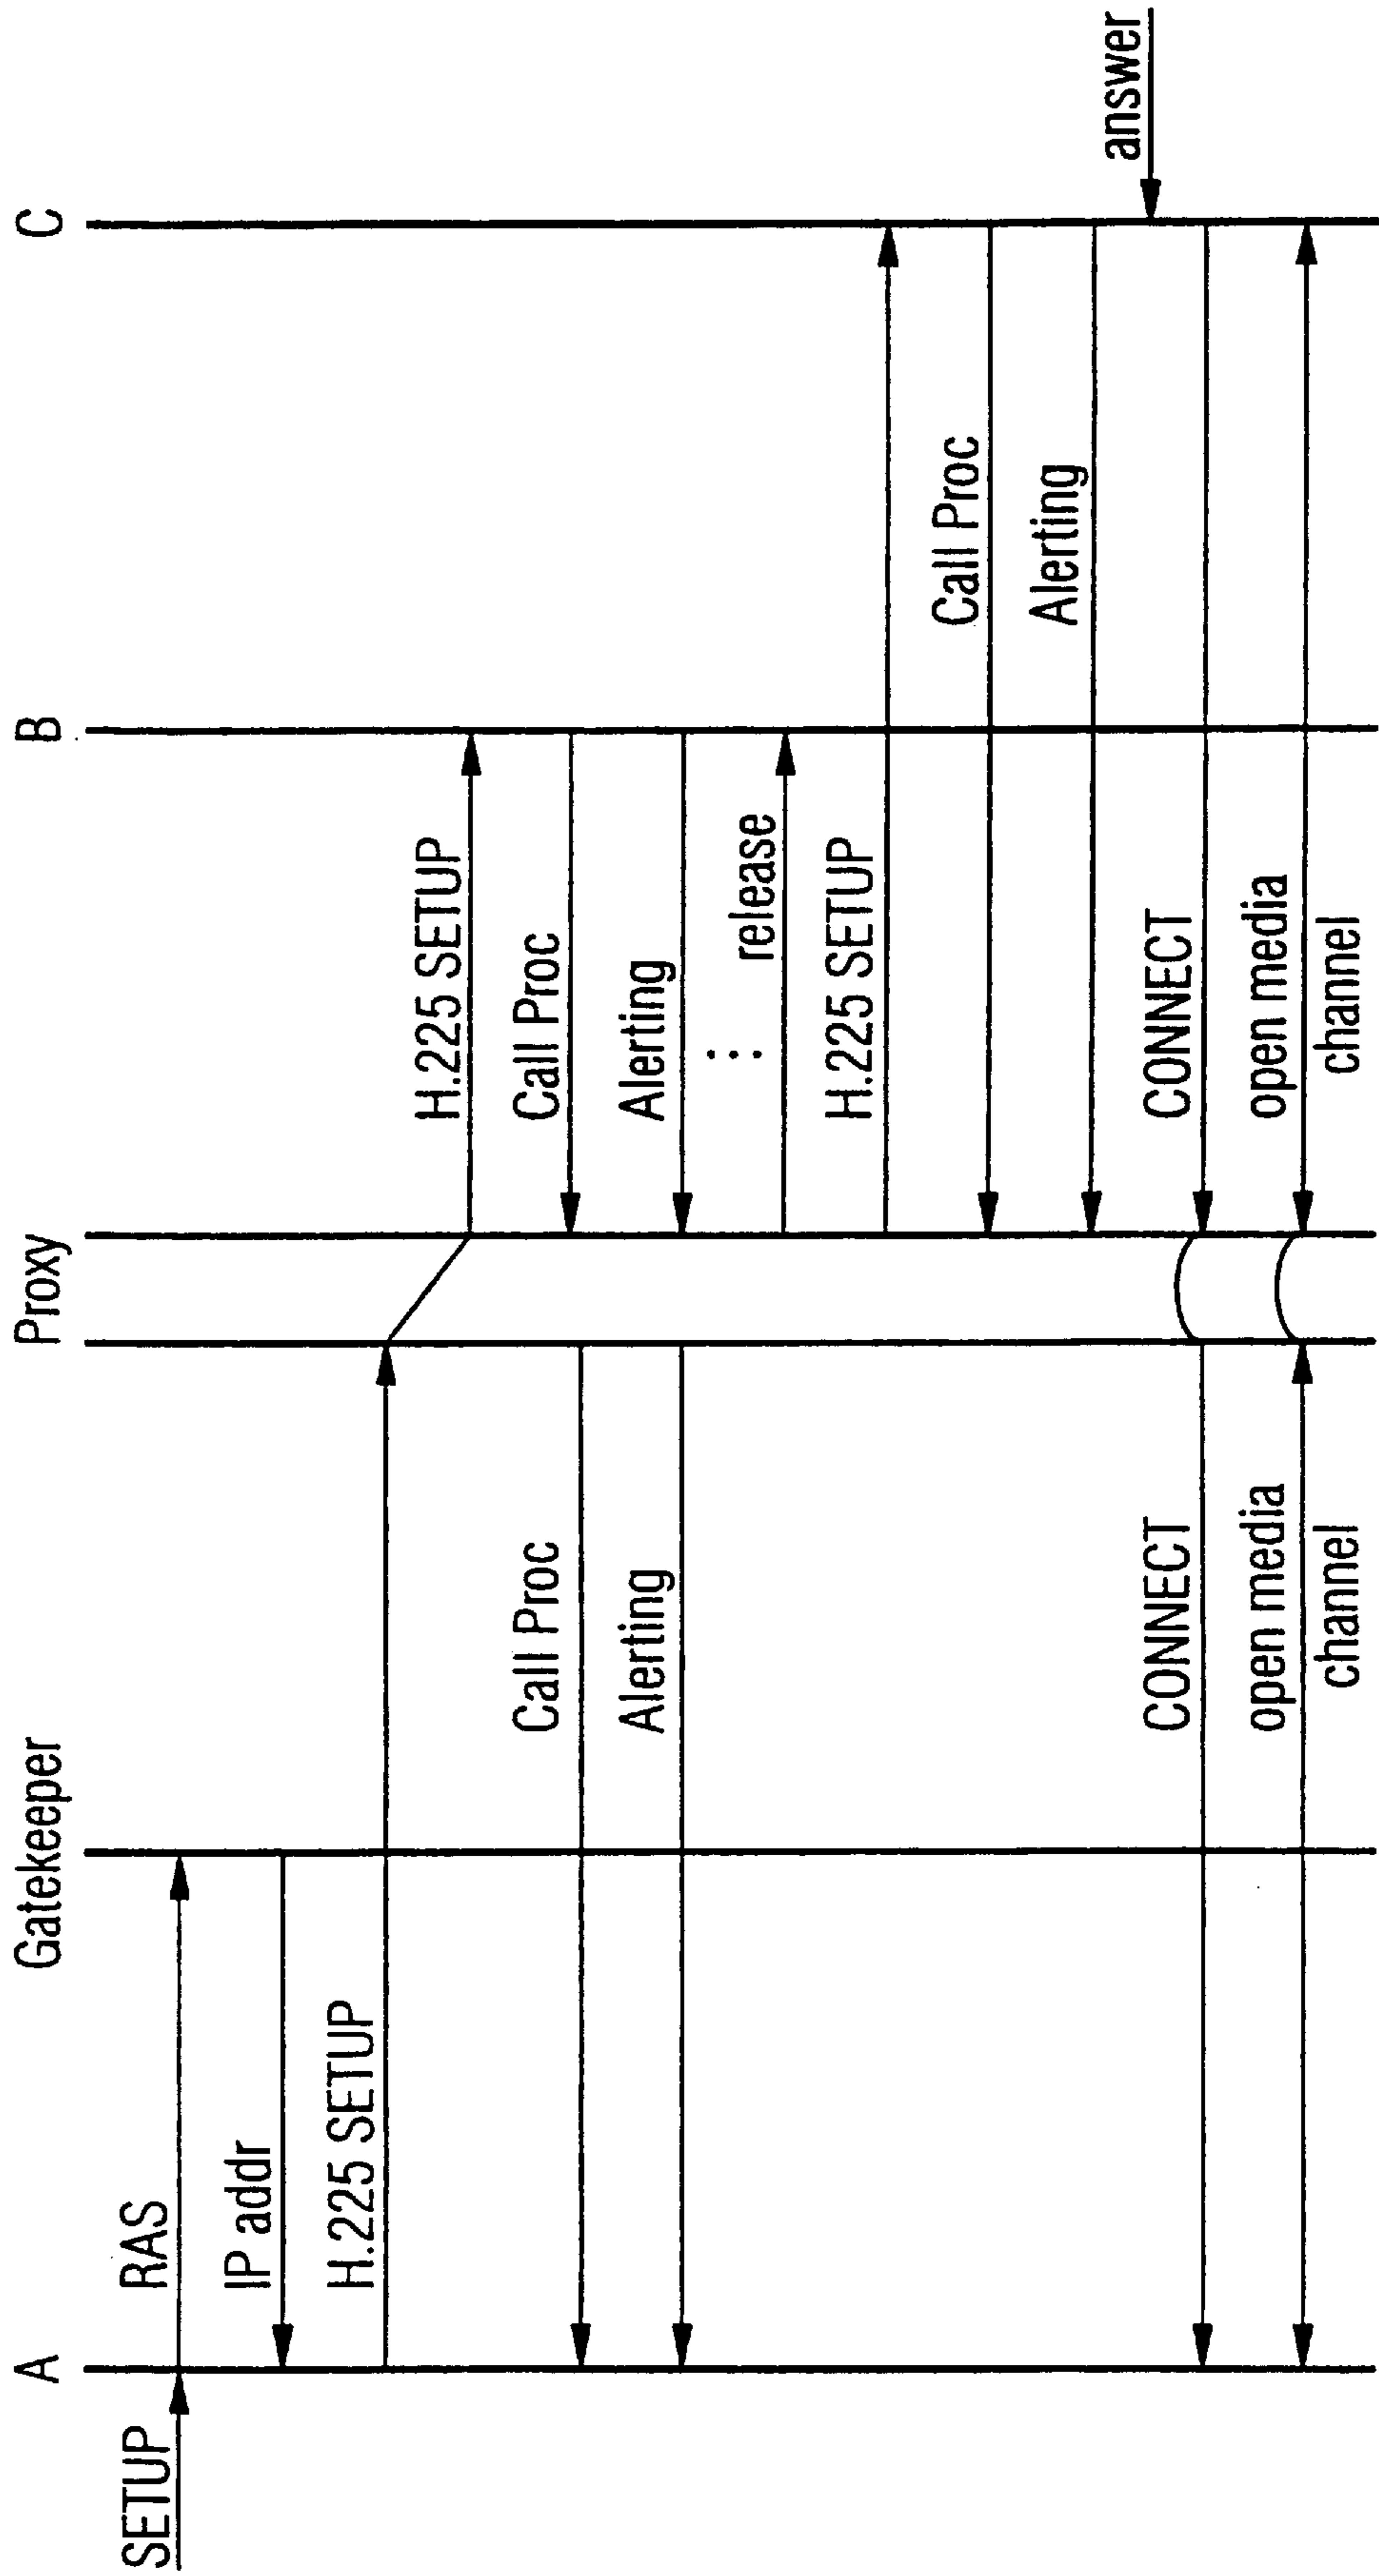 A
Gatekeeper
Proxy
B
C
SETUP
RAS
IP addr
H.225 SETUP
H.225 SETUP
Call Proc
Call Proc
Alerting
Alerting
release
H.225 SETUP
Call Proc
Alerting
answer
CONNECT
CONNECT
open media
channel
open media
channel